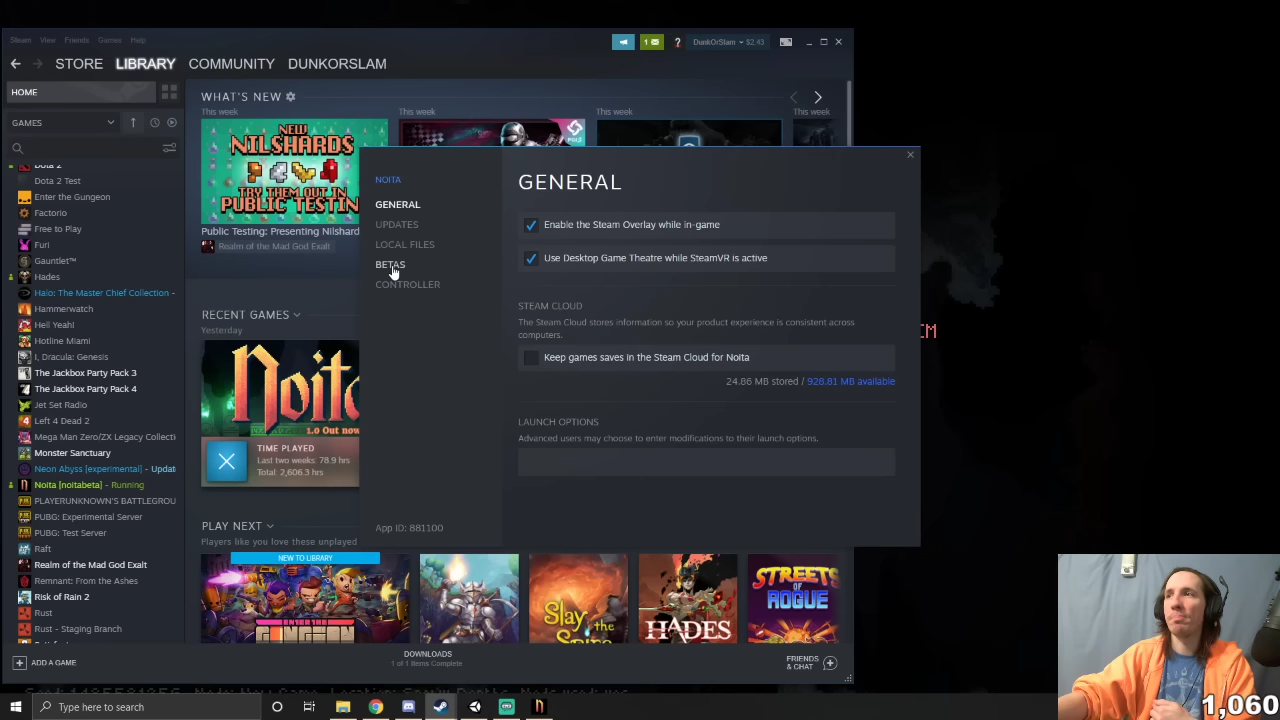 Steam View Friends Games Help
1
?
DunkOrSlam
$2.43
STORE LIBRARY COMMUNITY DUNKORSLAM
HOME
GAMES
Dota 2
Dota 2 Test
Enter the Gungeon
Factorio
Free to Play
Furi
Gauntlet™
Hades
Halo: The Master Chief Collection -
Hammerwatch
Hell Yeah!
Hotline Miami
I, Dracula: Genesis
The Jackbox Party Pack 3
The Jackbox Party Pack 4
Jet Set Radio
Left 4 Dead 2
Mega Man Zero/ZX Legacy Collecti
Monster Sanctuary
Neon Abyss [experimental] - Update
Noita [noitabeta] - Running
PLAYERUNKNOWN'S BATTLEGROU
PUBG: Experimental Server
PUBG: Test Server
Raft
Realm of the Mad God Exalt
Remnant: From the Ashes
Risk of Rain 2
Rust
Rust - Staging Branch
WHAT'S NEW
This week
This week
This week
This week
NEW
NILSHARDS
TRY THEM OUT IN
PUBLIC TESTING
Public Testing: Presenting Nilshard
Realm of the Mad God Exalt
RECENT GAMES
Yesterday
Noit
1.0 Out now
TIME PLAYED
Last two weeks: 78.9 hrs
Total: 2,606.3 hrs
PLAY NEXT
Players like you love these unplayed
NEW TO LIBRARY
GUNGEON
Slay the Spire
HADES
STREETS OF ROGUE
NOITA
GENERAL
UPDATES
LOCAL FILES
BETAS
CONTROLLER
App ID: 881100
GENERAL
Enable the Steam Overlay while in-game
Use Desktop Game Theatre while SteamVR is active
STEAM CLOUD
The Steam Cloud stores information so your product experience is consistent across
computers.
Keep games saves in the Steam Cloud for Noita
24.86 MB stored / 928.81 MB available
LAUNCH OPTIONS
Advanced users may choose to enter modifications to their launch options.
ADD A GAME
DOWNLOADS
1 of 1 Items Complete
FRIENDS
& CHAT
Type here to search
1,060